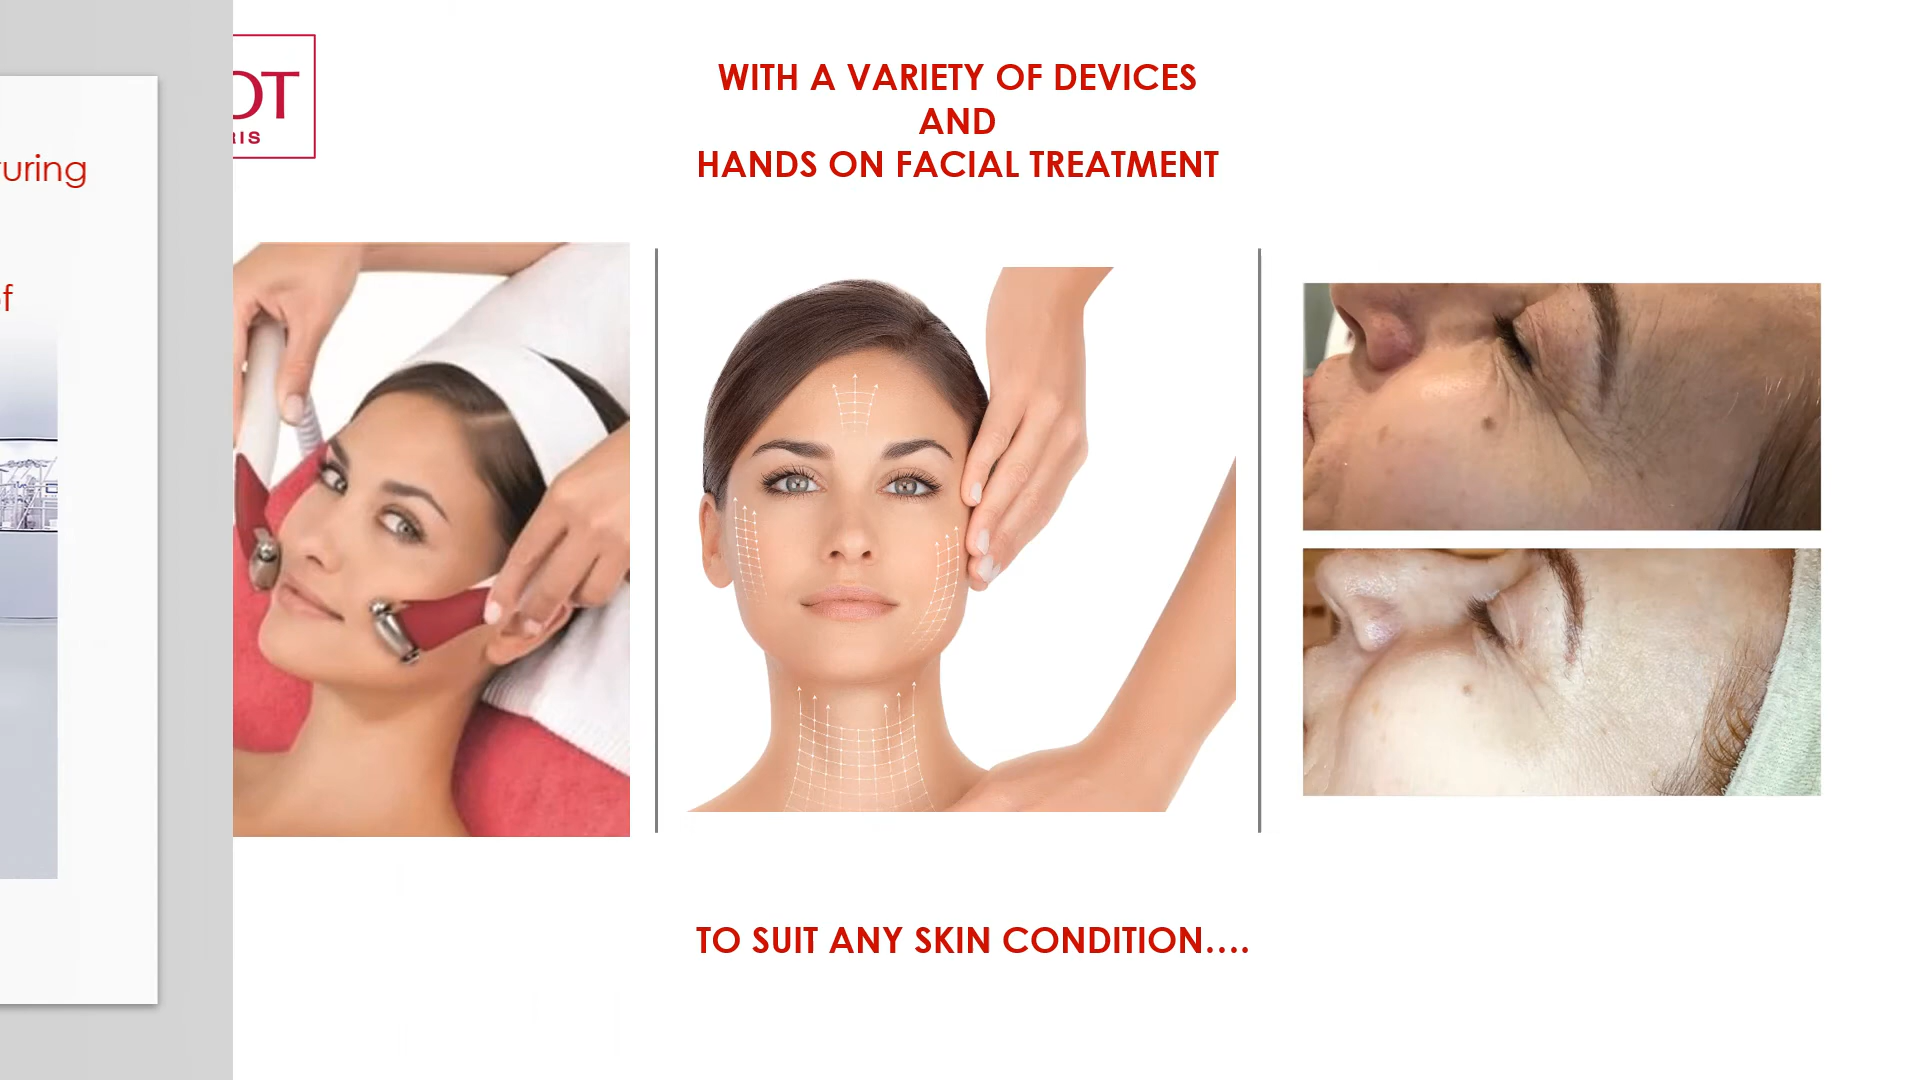 WITH A VARIETY OF DEVICES
AND
HANDS ON FACIAL TREATMENT
TO SUIT ANY SKIN CONDITION....